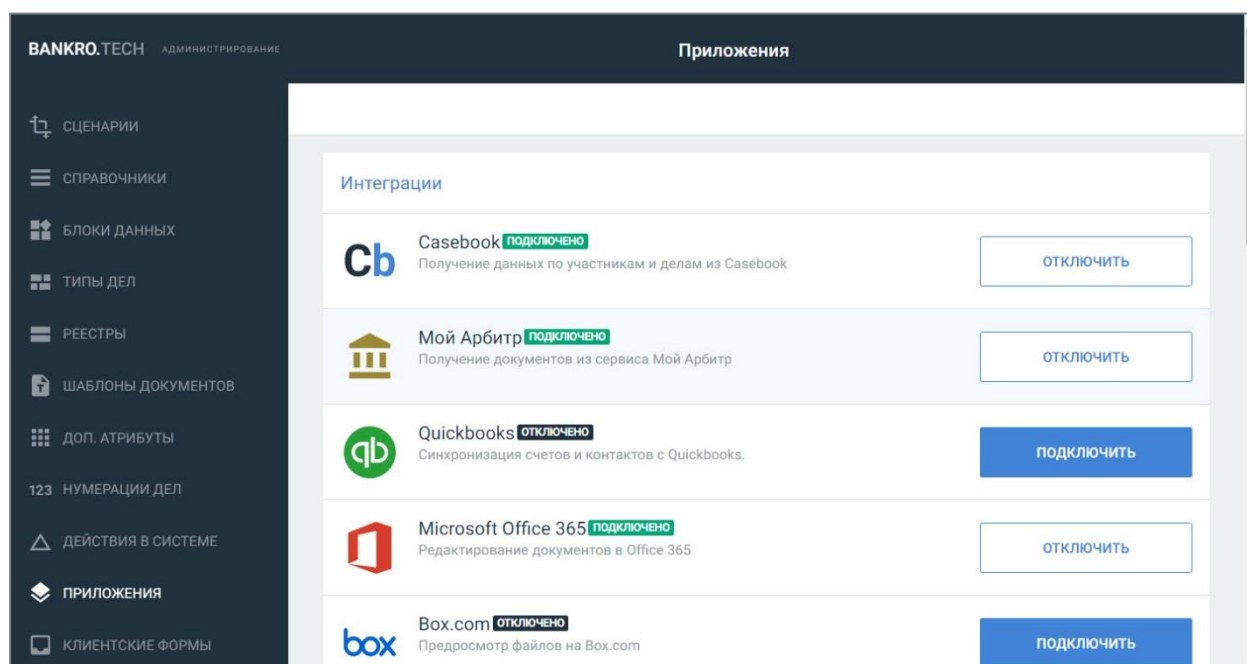 BANKRO.TECH АДМИНИСТРИРОВАНИЕ
Приложения
СЦЕНАРИИ
СПРАВОЧНИКИ
БЛОКИ ДАННЫХ
ТИПЫ ДЕЛ
РЕЕСТРЫ
ШАБЛОНЫ ДОКУМЕНТОВ
ДОП. АТРИБУТЫ
123 НУМЕРАЦИИ ДЕЛ
ДЕЙСТВИЯ В СИСТЕМЕ
ПРИЛОЖЕНИЯ
КЛИЕНТСКИЕ ФОРМЫ
Интеграции
Cb
Casebook ПОДКЛЮЧЕНО
Получение данных по участникам и делам из Casebook
ОТКЛЮЧИТЬ
Мой Арбитр ПОДКЛЮЧЕНО
Получение документов из сервиса Мой Арбитр
ОТКЛЮЧИТЬ
qb
Quickbooks ОТКЛЮЧЕНО
Синхронизация счетов и контактов с Quickbooks.
ПОДКЛЮЧИТЬ
Microsoft Office 365 ПОДКЛЮЧЕНО
Редактирование документов в Office 365
ОТКЛЮЧИТЬ
box
Box.com ОТКЛЮЧЕНО
Предросмотр файлов на Box.com
ПОДКЛЮЧИТЬ